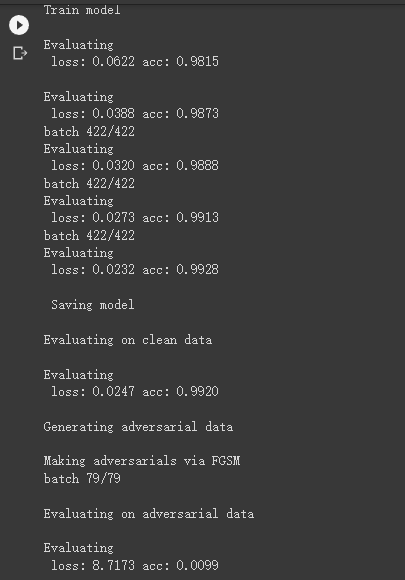 Train model
Evaluating
loss: 0.0622 acc: 0.9815
Evaluating
loss: 0.0388 acc: 0.9873
batch 422/422
Evaluating
loss: 0.0320 acc: 0.9888
batch 422/422
Evaluating
loss: 0.0273 acc: 0.9913
batch 422/422
Evaluating
loss: 0.0232 acc: 0.9928
Saving model
Evaluating on clean data
Evaluating
loss: 0.0247 acc: 0.9920
Generating adversarial data
Making adversarials via FGSM
batch 79/79
Evaluating on adversarial data
Evaluating
loss: 8.7173 acc: 0.0099